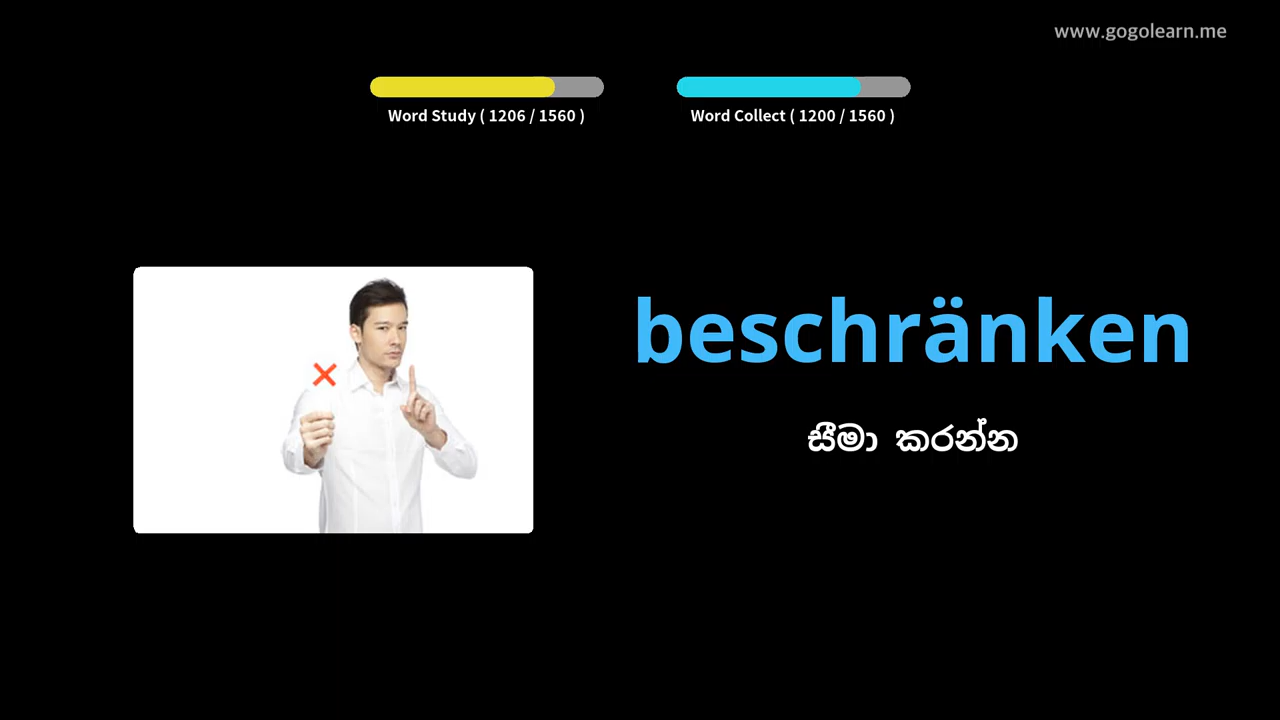 www.gogolearn.me
Word Study ( 1206 / 1560 )
Word Collect ( 1200 / 1560 )
beschränken
සීමා කරන්න